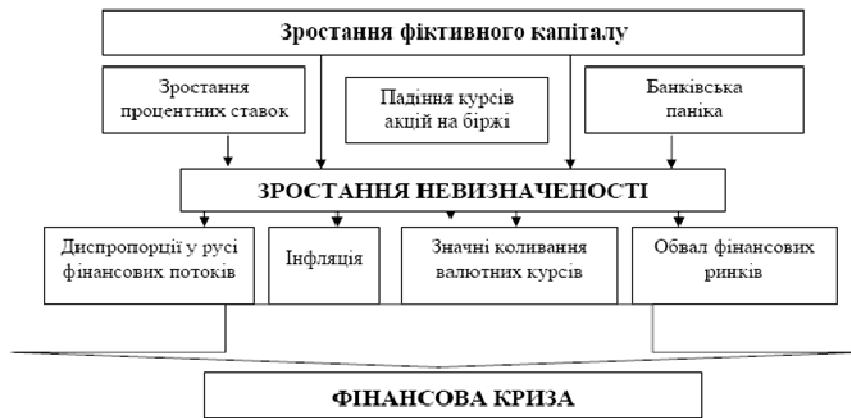 Зростання фіктивного капіталу
Зростання
процентних ставок
Падіння курсів
акцій на біржі
Банківська
паніка
ЗРОСТАННЯ НЕВИЗНАЧЕНОСТІ
Диспропорції у русі
фінансових потоків
Інфляція
Значні коливання
валютних курсів
Обвал фінансових
ринків
ФІНАНСОВА КРИЗА